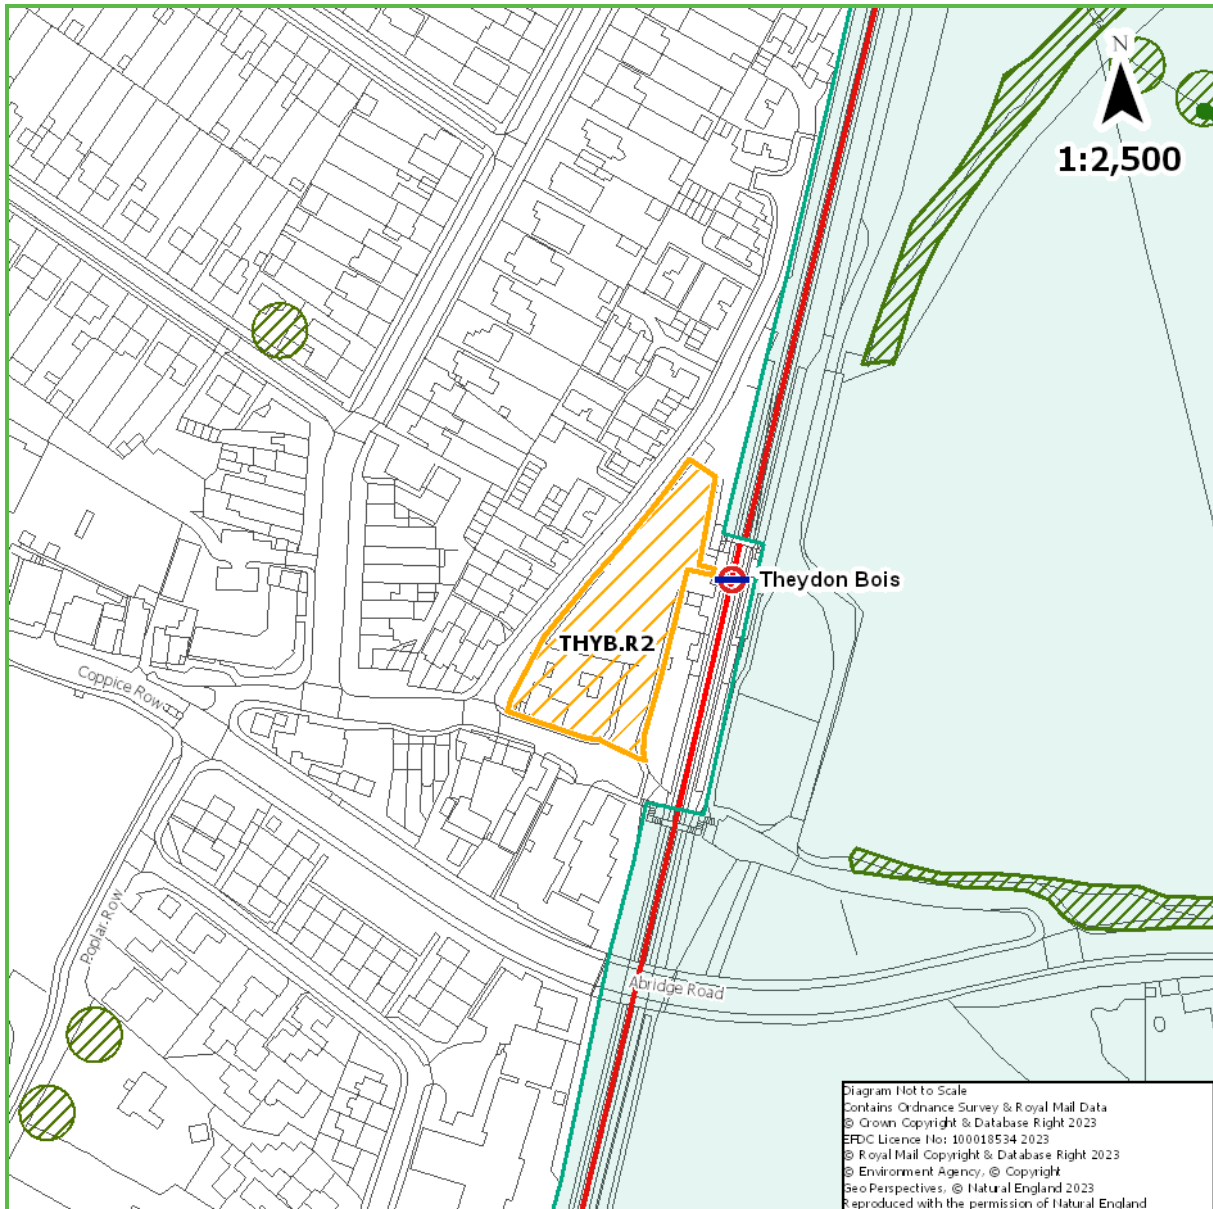 N
1:2,500
Theydon Bois
THYB.R2
Coppice Row
Poplar Row
Abridge Road
Diagram Not to Scale
Contains Ordnance Survey & Royal Mail Data
© Crown Copyright & Database Right 2023
EFDC Licence No: 100018534 2023
© Royal Mail Copyright & Database Right 2023
© Environment Agency, © Copyright
Geo Perspectives, © Natural England 2023
Reproduced with the permission of Natural England